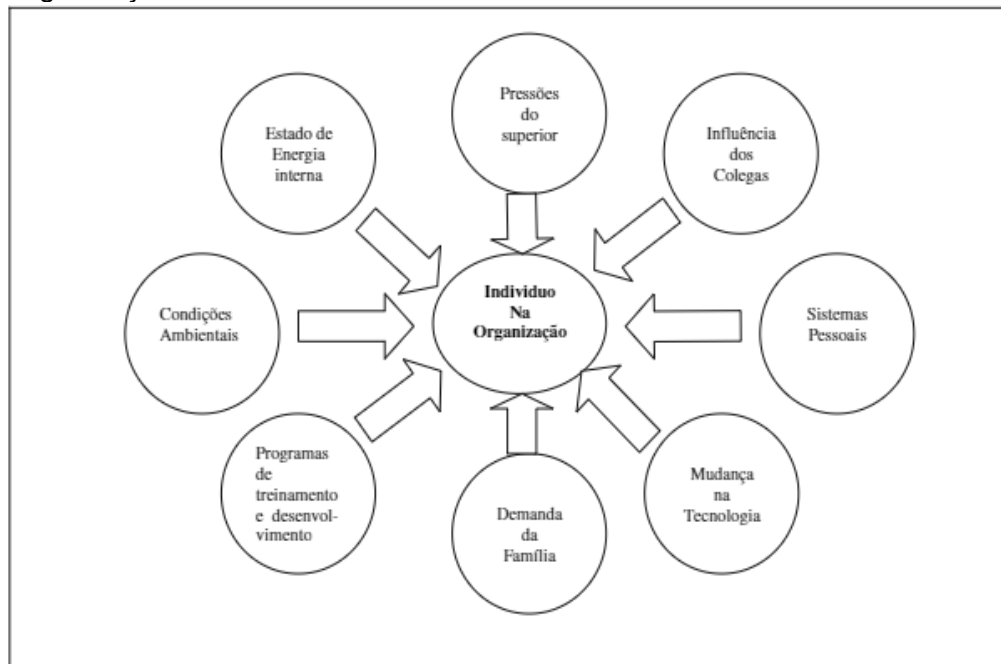 Pressões
do
superior
Estado de
Energia
interna
Influência
dos
Colegas
Condições
Ambientais
Individuo
Na
Organização
Sistemas
Pessoais
Programas
de
treinamento
e desenvol-
vimento
Demanda
da
Família
Mudança
na
Tecnologia